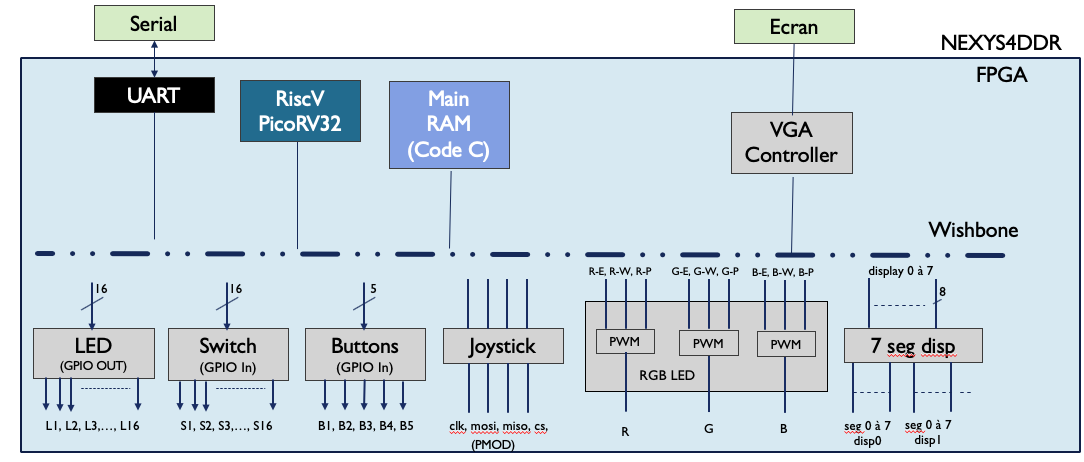 Serial
Ecran
NEXYS4DDR
FPGA
UART
RiscV
PicoRV32
Main
RAM
(Code C)
VGA
Controller
Wishbone
R-E, R-W, R-P
G-E, G-W, G-P
B-E, B-W, B-P
display 0 à 7
16
16
5
8
LED
(GPIO OUT)
Switch
(GPIO In)
Buttons
(GPIO In)
Joystick
PWM
PWM
PWM
RGB LED
7 seg disp
L1, L2, L3,..., L16
S1, S2, S3,..., S16
B1, B2, B3, B4, B5
clk, mosi, miso, cs,
(PMOD)
R
G
B
seg 0 à 7
disp0
seg 0 à 7
disp1